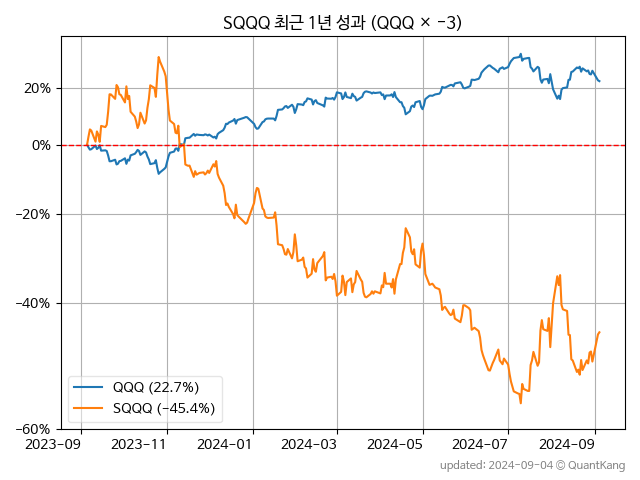 SQQQ 최근 1년 성과 (QQQ × −3)
20%
0%
−20%
−40%
−60%
QQQ (22.7%)
SQQQ (−45.4%)
2023-09 2023-11 2024-01 2024-03 2024-05 2024-07 2024-09
updated: 2024-09-04 © QuantKang